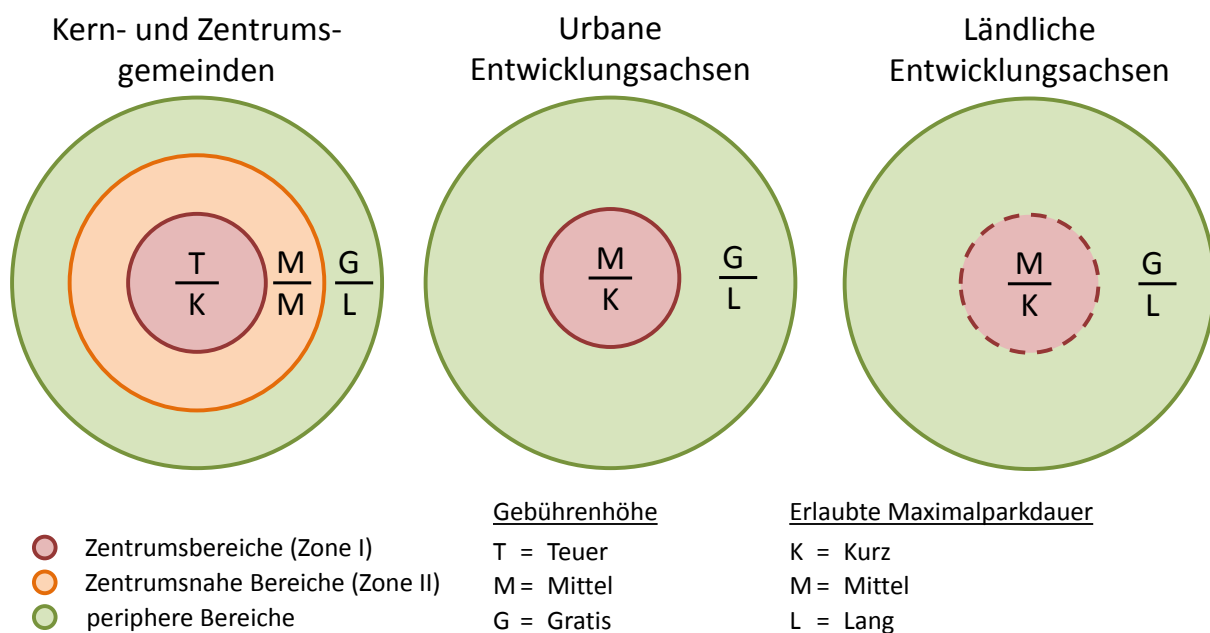 Kern- und Zentrums-
gemeinden
Urbane
Entwicklungsachsen
Ländliche
Entwicklungsachsen
T
K
M
M
G
L
M
K
G
L
M
K
G
L
Zentrumsbereiche (Zone I)
Zentrumsnahe Bereiche (Zone II)
periphere Bereiche
Gebührenhöhe
T = Teuer
M = Mittel
G = Gratis
Erlaubte Maximalparkdauer
K = Kurz
M = Mittel
L = Lang